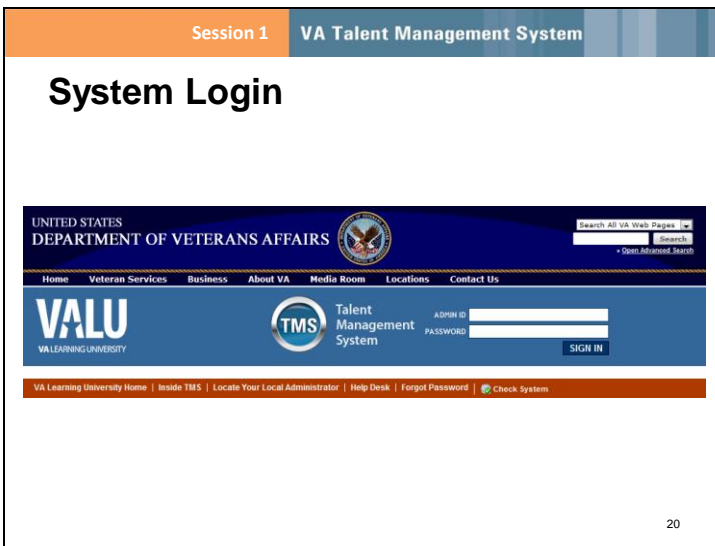 Session 1
VA Talent Management System
System Login
UNITED STATES
DEPARTMENT OF VETERANS AFFAIRS
Search All VA Web Pages
Search
Open Advanced Search
Home Veteran Services Business About VA Media Room Locations Contact Us
VALU
VA LEARNING UNIVERSITY
TMS
Talent
Management
System
ADMIN ID
PASSWORD
SIGN IN
VA Learning University Home | Inside TMS | Locate Your Local Administrator | Help Desk | Forgot Password | Check System
20